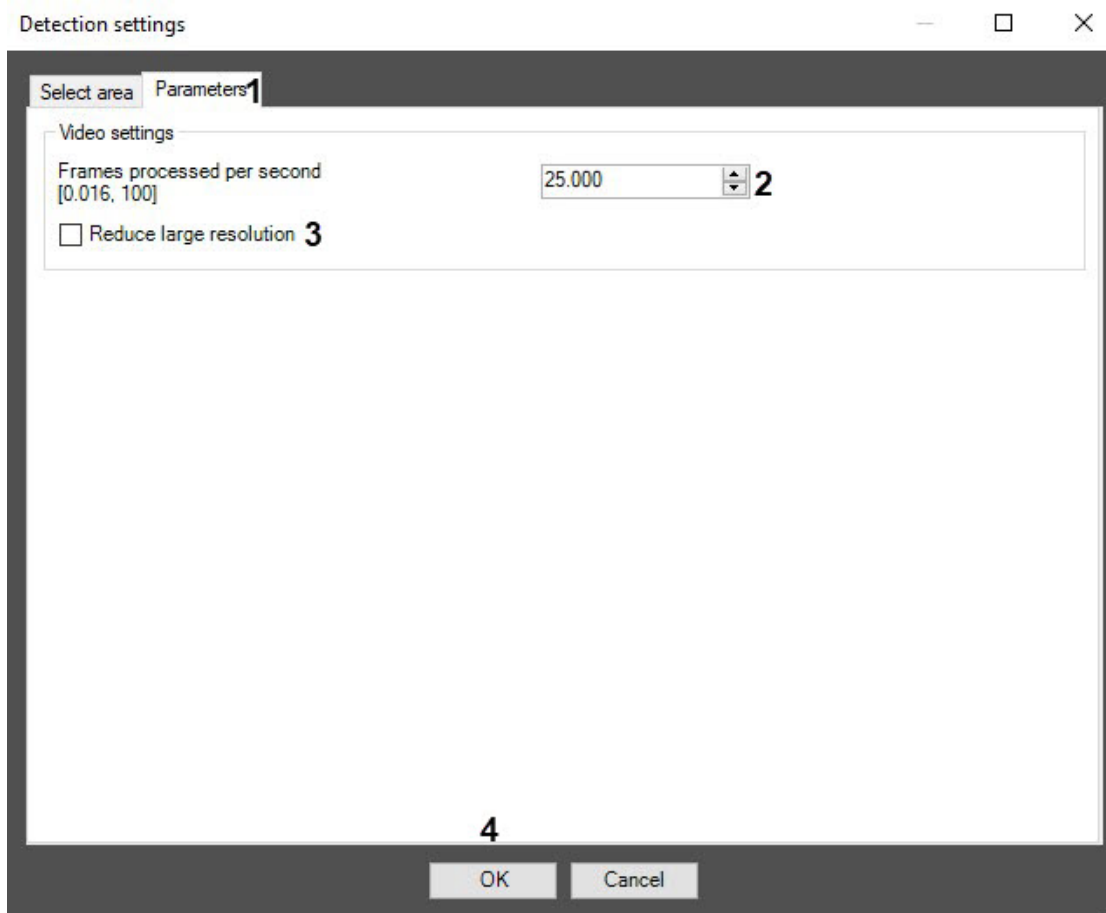 Detection settings
Select area Parameters 1
Video settings
Frames processed per second
[0.016, 100]
25.000 2
Reduce large resolution 3
4
OK Cancel